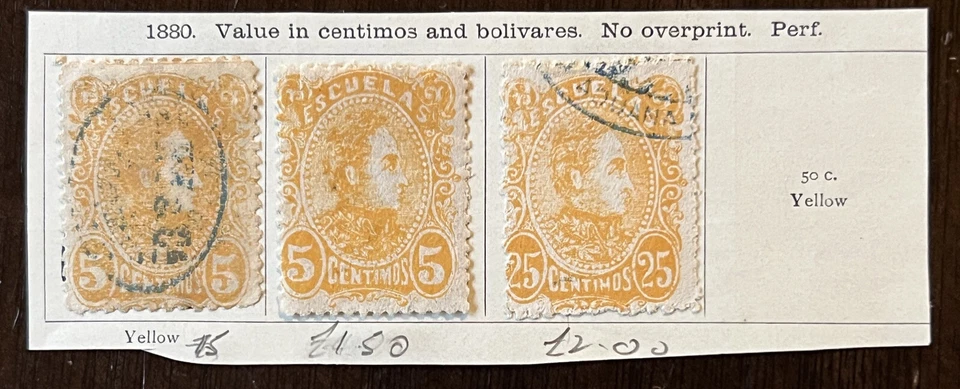 1880. Value in centimos and bolivares. No overprint. Perf.
ESCUELAS
5 CENTIMOS 5
ESCUELAS
5 CENTIMOS 5
25 CENTIMOS 25
50 c.
Yellow
Yellow
1.50
2.00